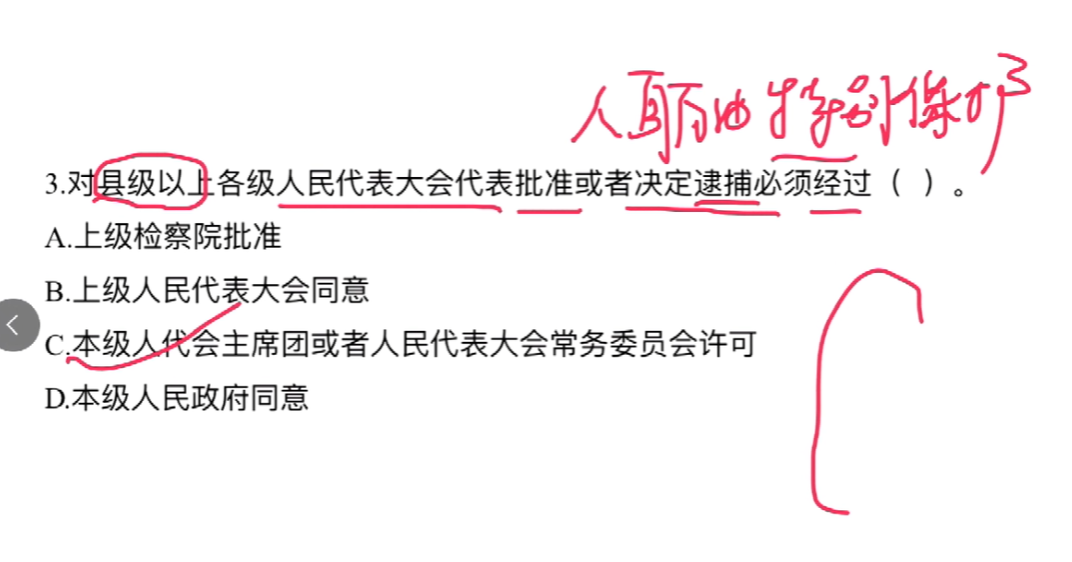 特别保护
3.对县级以上各级人民代表大会代表批准或者决定逮捕必须经过（ ）。
A.上级检察院批准
B.上级人民代表大会同意
C.本级人代会主席团或者人民代表大会常务委员会许可
D.本级人民政府同意